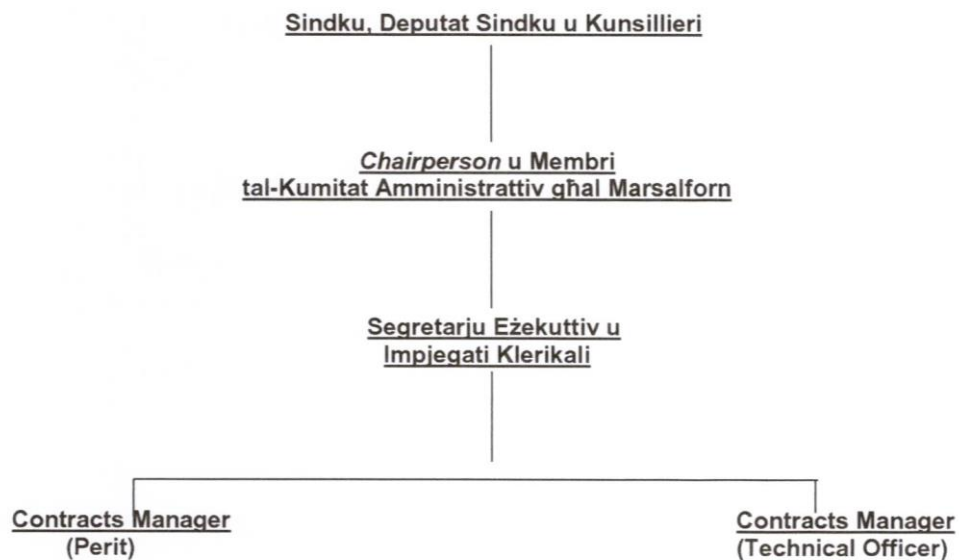 Sindku, Deputat Sindku u Kunsillieri
Chairperson u Membri
tal-Kumitat Amministrattiv għal Marsalforn
Segretarju Eżekuttiv u
Impjegati Klerikali
Contracts Manager
(Perit)
Contracts Manager
(Technical Officer)